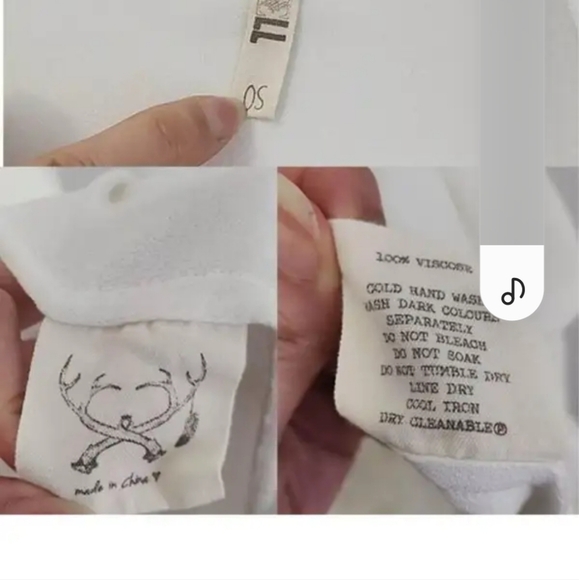 OS
made in China ♥
100% VISCOSE
COLD HAND WASH
WASH DARK COLOURS
SEPARATELY
DO NOT BLEACH
DO NOT SOAK
DO NOT TUMBLE DRY
LINE DRY
COOL IRON
DRY CLEANABLE Ⓟ